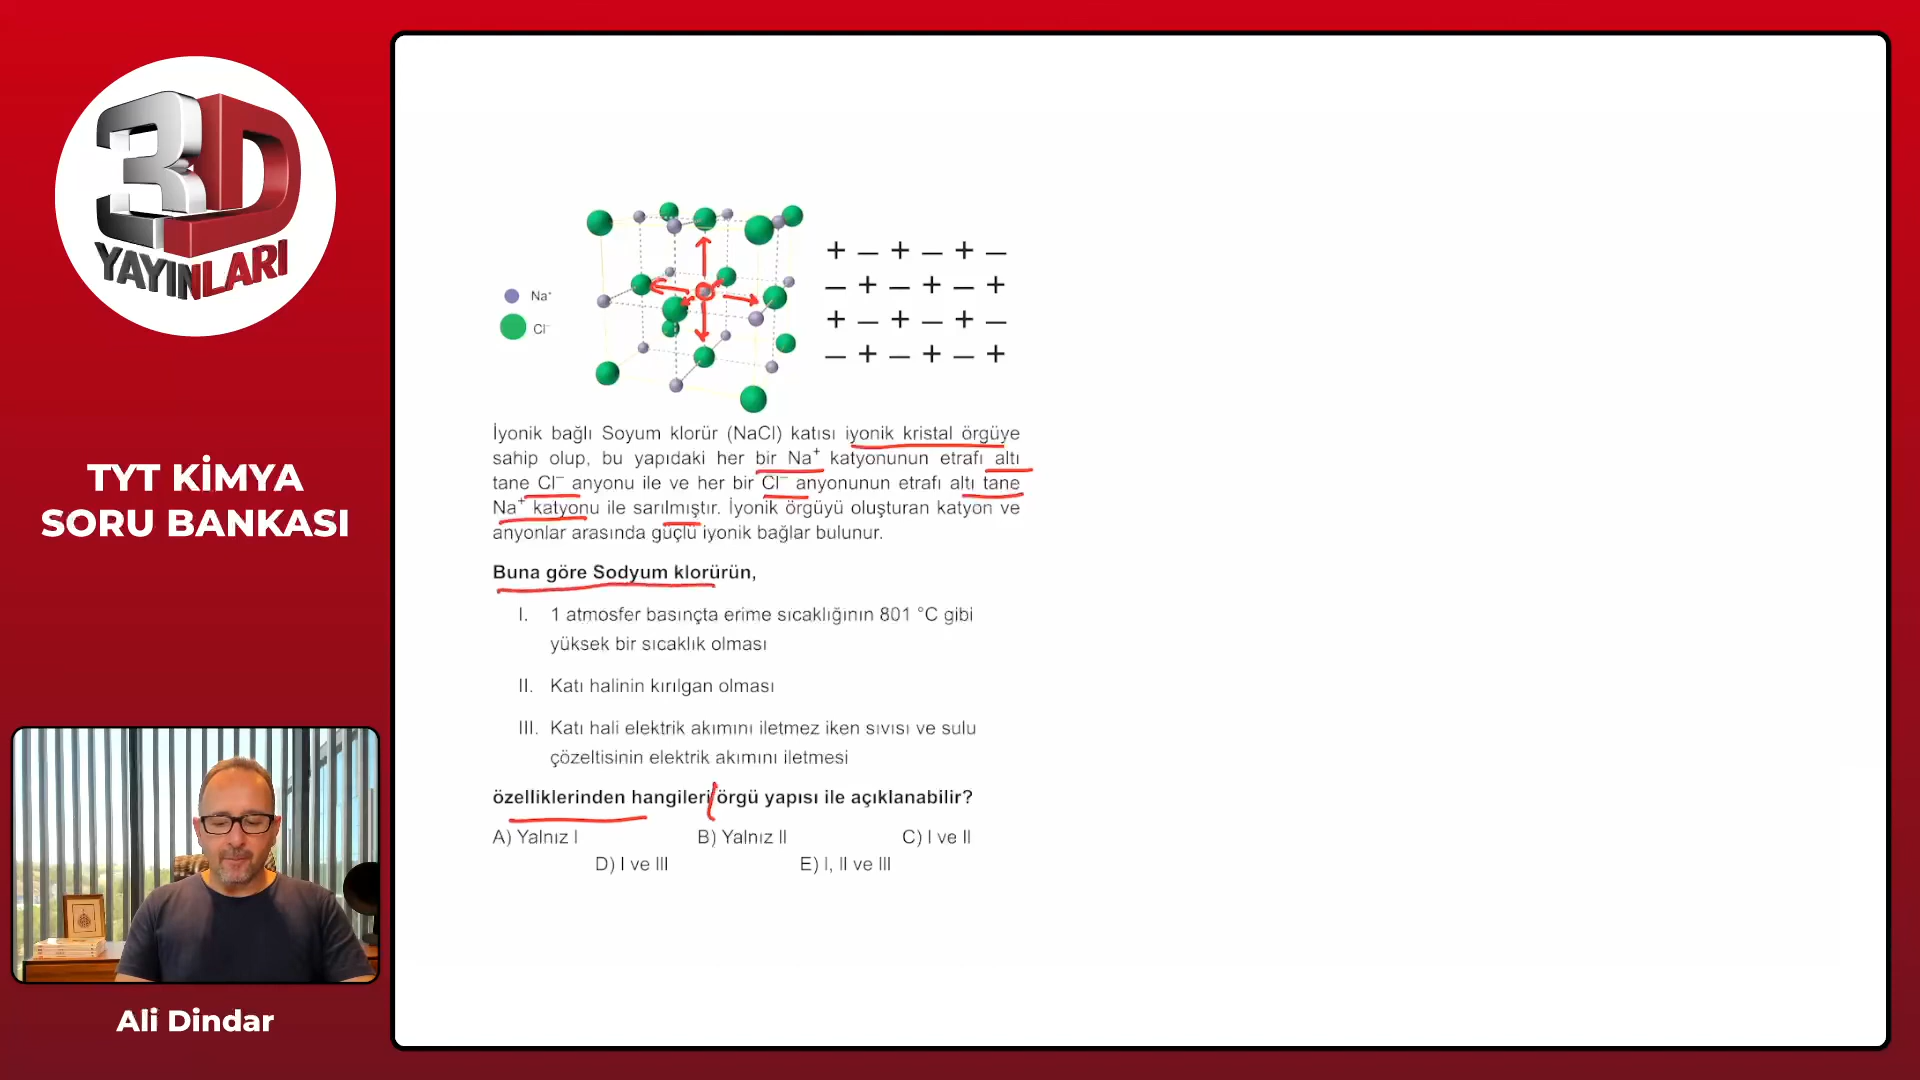 3D
YAYINLARI
TYT KİMYA
SORU BANKASI
Ali Dindar
Na⁺
Cl⁻
+ – + – + –
– + – + – +
+ – + – + –
– + – + – +
İyonik bağlı Soyum klorür (NaCl) katısı iyonik kristal örgüye
sahip olup, bu yapıdaki her bir Na⁺ katyonunun etrafı altı
tane Cl⁻ anyonu ile ve her bir Cl⁻ anyonunun etrafı altı tane
Na⁺ katyonu ile sarılmıştır. İyonik örgüyü oluşturan katyon ve
anyonlar arasında güçlü iyonik bağlar bulunur.
Buna göre Sodyum klorürün,
I. 1 atmosfer basınçta erime sıcaklığının 801 °C gibi
yüksek bir sıcaklık olması
II. Katı halinin kırılgan olması
III. Katı hali elektrik akımını iletmez iken sıvısı ve sulu
çözeltisinin elektrik akımını iletmesi
özelliklerinden hangileri örgü yapısı ile açıklanabilir?
A) Yalnız I B) Yalnız II C) I ve II
D) I ve III E) I, II ve III